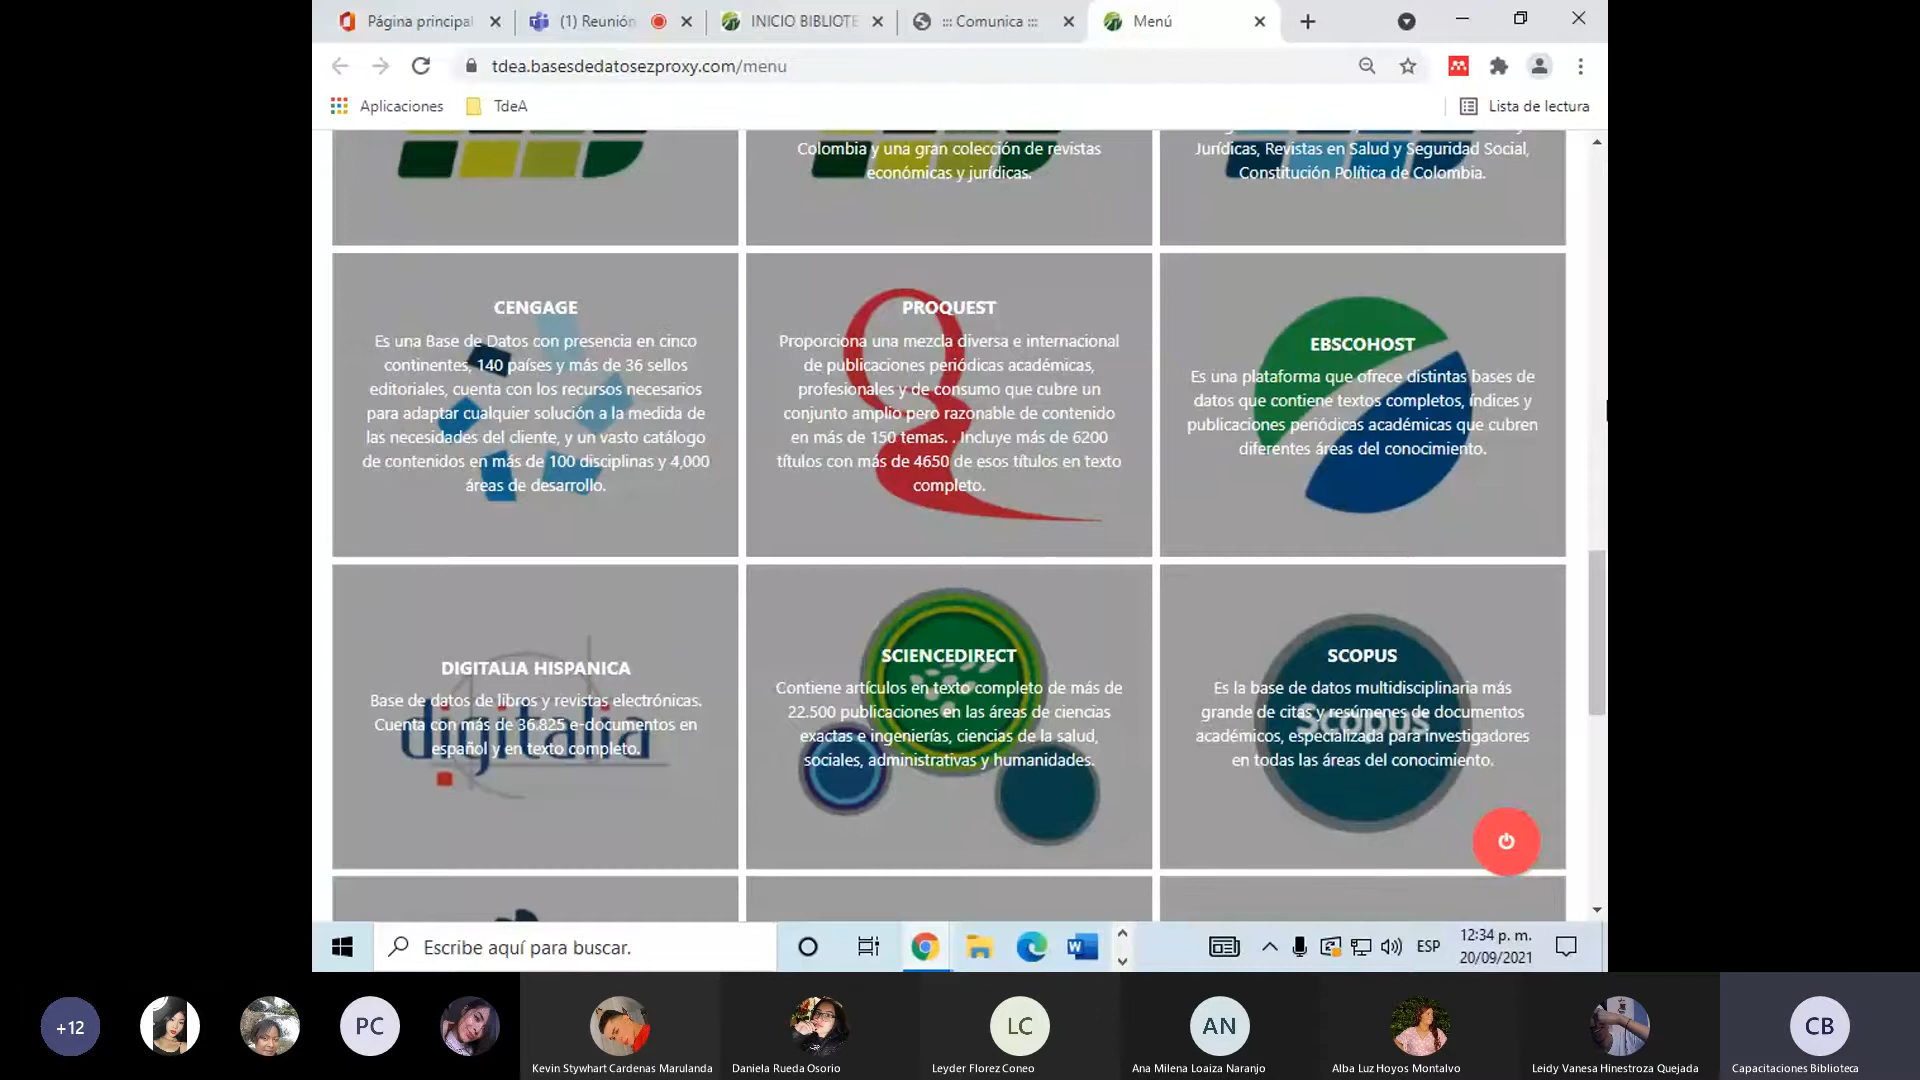 Página principal
(1) Reunión
INICIO BIBLIOTE
::: Comunica :::
Menú
tdea.basesdedatosezproxy.com/menu
Aplicaciones
TdeA
Lista de lectura
Colombia y una gran colección de revistas
económicas y jurídicas.
Jurídicas, Revistas en Salud y Seguridad Social,
Constitución Política de Colombia.
CENGAGE
Es una Base de Datos con presencia en cinco
continentes, 140 países y más de 36 sellos
editoriales, cuenta con los recursos necesarios
para adaptar cualquier solución a la medida de
las necesidades del cliente, y un vasto catálogo
de contenidos en más de 100 disciplinas y 4,000
áreas de desarrollo.
PROQUEST
Proporciona una mezcla diversa e internacional
de publicaciones periódicas académicas,
profesionales y de consumo que cubre un
conjunto amplio pero razonable de contenido
en más de 150 temas. . Incluye más de 6200
títulos con más de 4650 de esos títulos en texto
completo.
EBSCOHOST
Es una plataforma que ofrece distintas bases de
datos que contiene textos completos, índices y
publicaciones periódicas académicas que cubren
diferentes áreas del conocimiento.
DIGITALIA HISPANICA
Base de datos de libros y revistas electrónicas.
Cuenta con más de 36.825 e-documentos en
español y en texto completo.
digitalia
SCIENCEDIRECT
Contiene artículos en texto completo de más de
22.500 publicaciones en las áreas de ciencias
exactas e ingenierías, ciencias de la salud,
sociales, administrativas y humanidades.
SCOPUS
Es la base de datos multidisciplinaria más
grande de citas y resúmenes de documentos
académicos, especializada para investigadores
en todas las áreas del conocimiento.
Scopus
Escribe aquí para buscar.
ESP
12:34 p. m.
20/09/2021
+12
PC
LC
AN
CB
Kevin Stywhart Cardenas Marulanda
Daniela Rueda Osorio
Leyder Florez Coneo
Ana Milena Loaiza Naranjo
Alba Luz Hoyos Montalvo
Leidy Vanesa Hinestroza Quejada
Capacitaciones Biblioteca